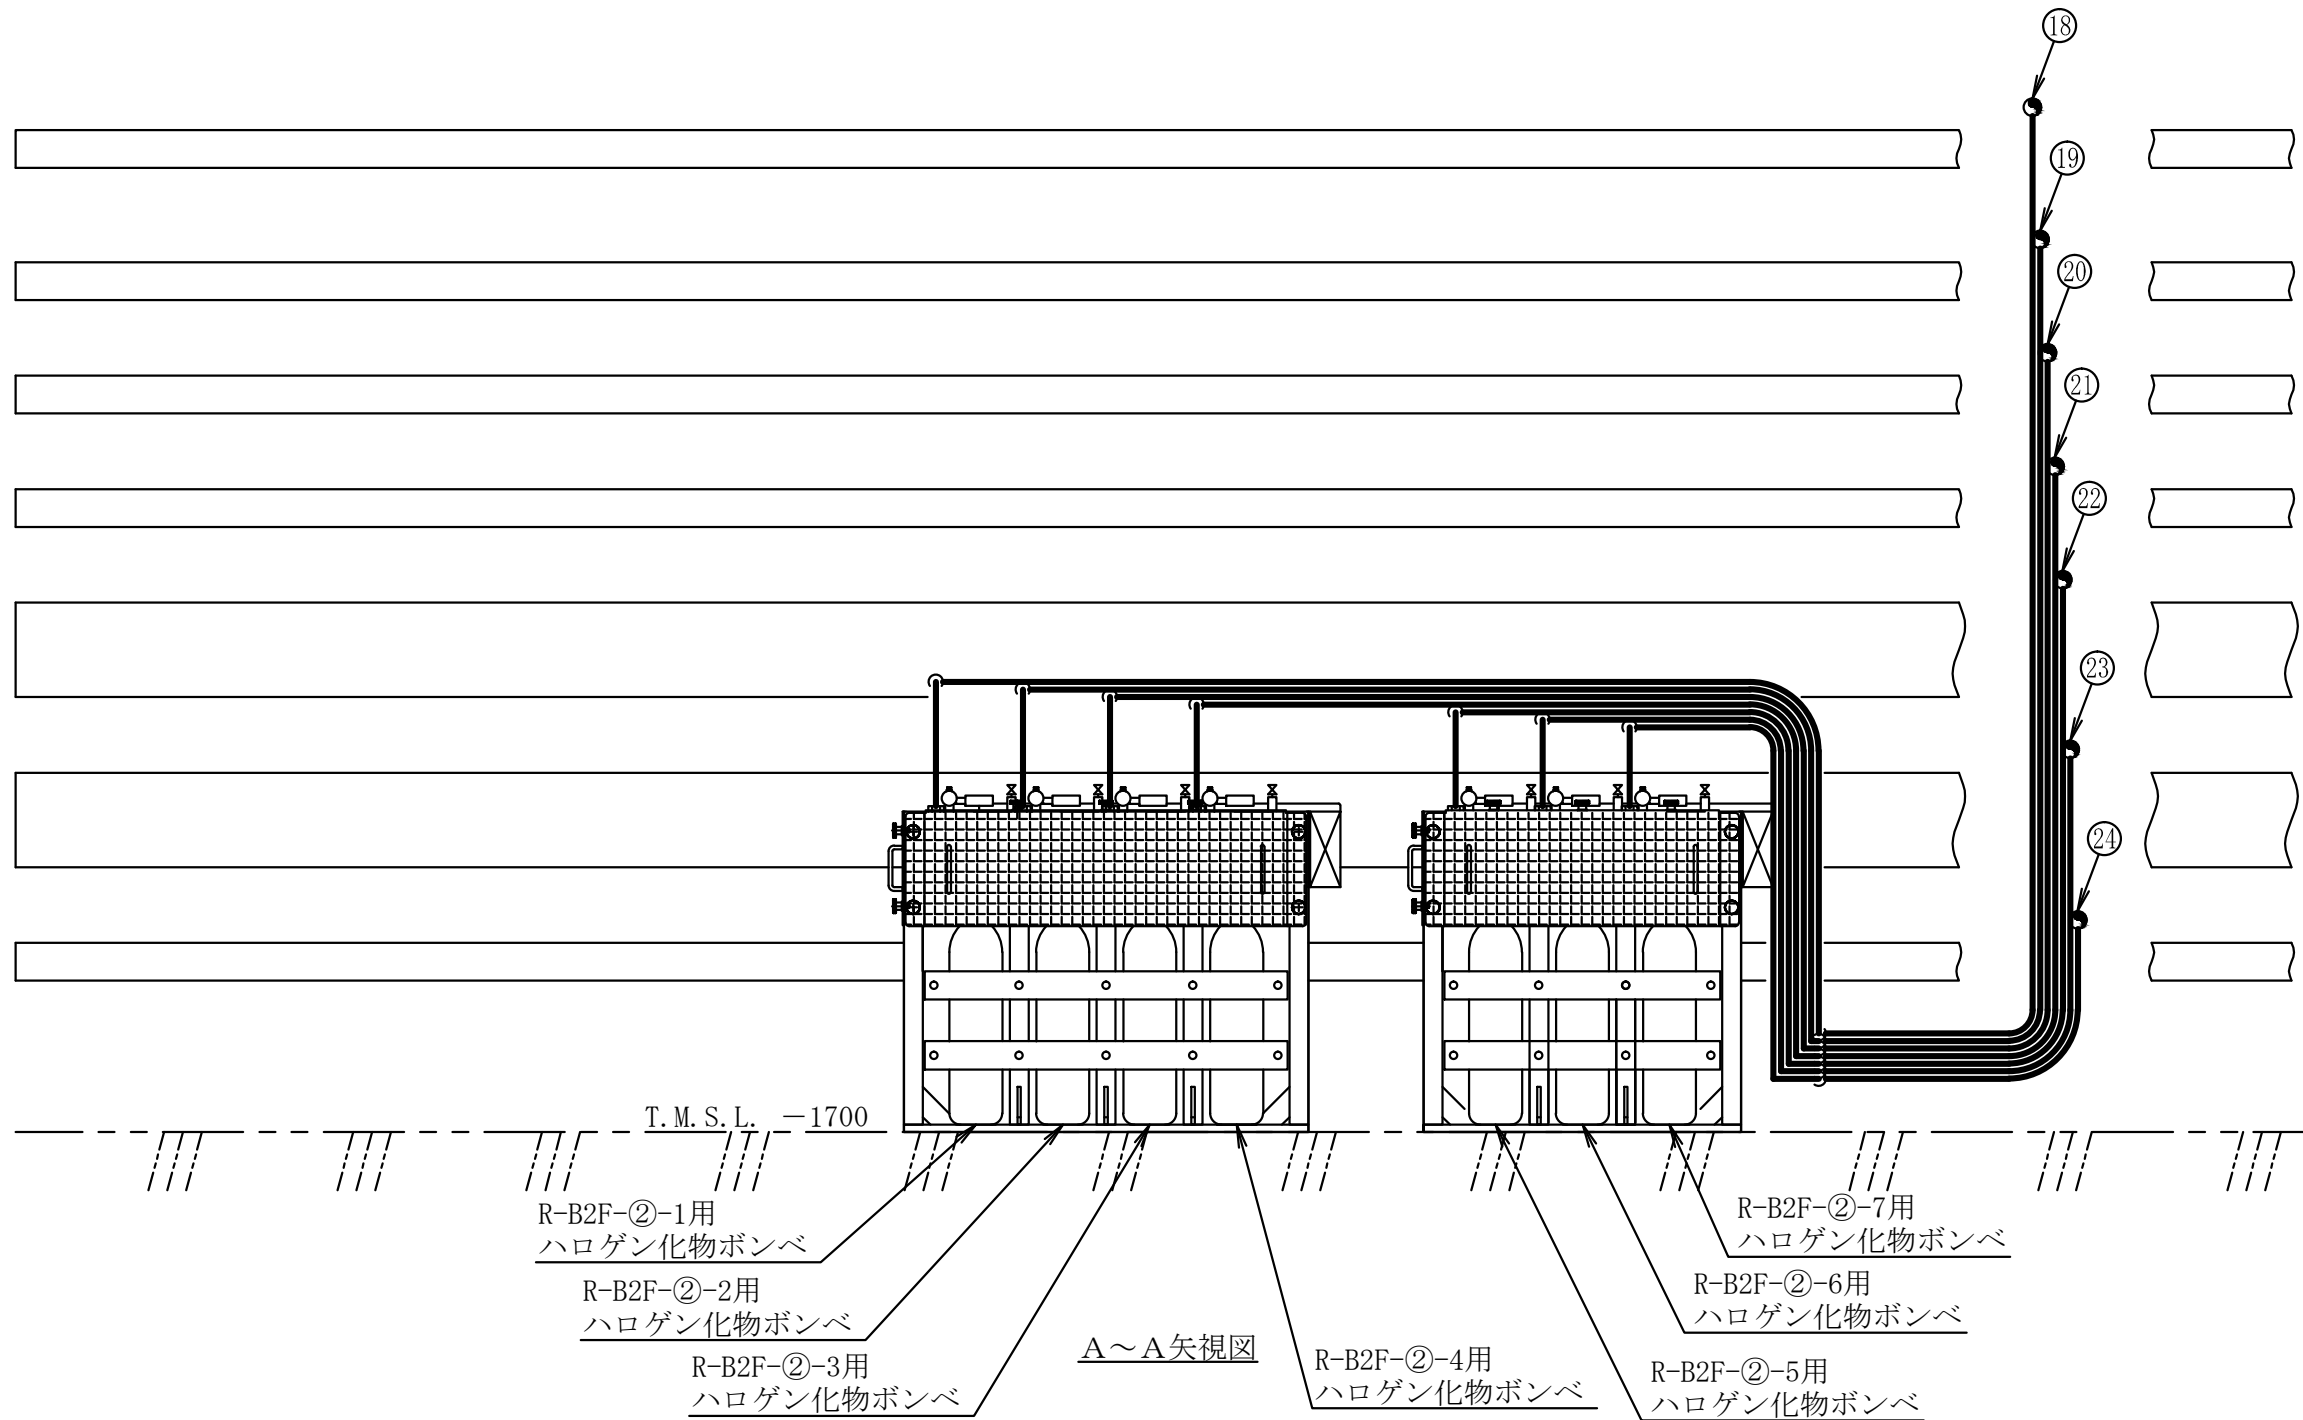 ⑱
⑲
⑳
㉑
㉒
㉓
㉔
T.M.S.L. －1700
R-B2F-②-1用
ハロゲン化物ボンベ
R-B2F-②-2用
ハロゲン化物ボンベ
R-B2F-②-3用
ハロゲン化物ボンベ
A～A矢視図
R-B2F-②-4用
ハロゲン化物ボンベ
R-B2F-②-7用
ハロゲン化物ボンベ
R-B2F-②-6用
ハロゲン化物ボンベ
R-B2F-②-5用
ハロゲン化物ボンベ